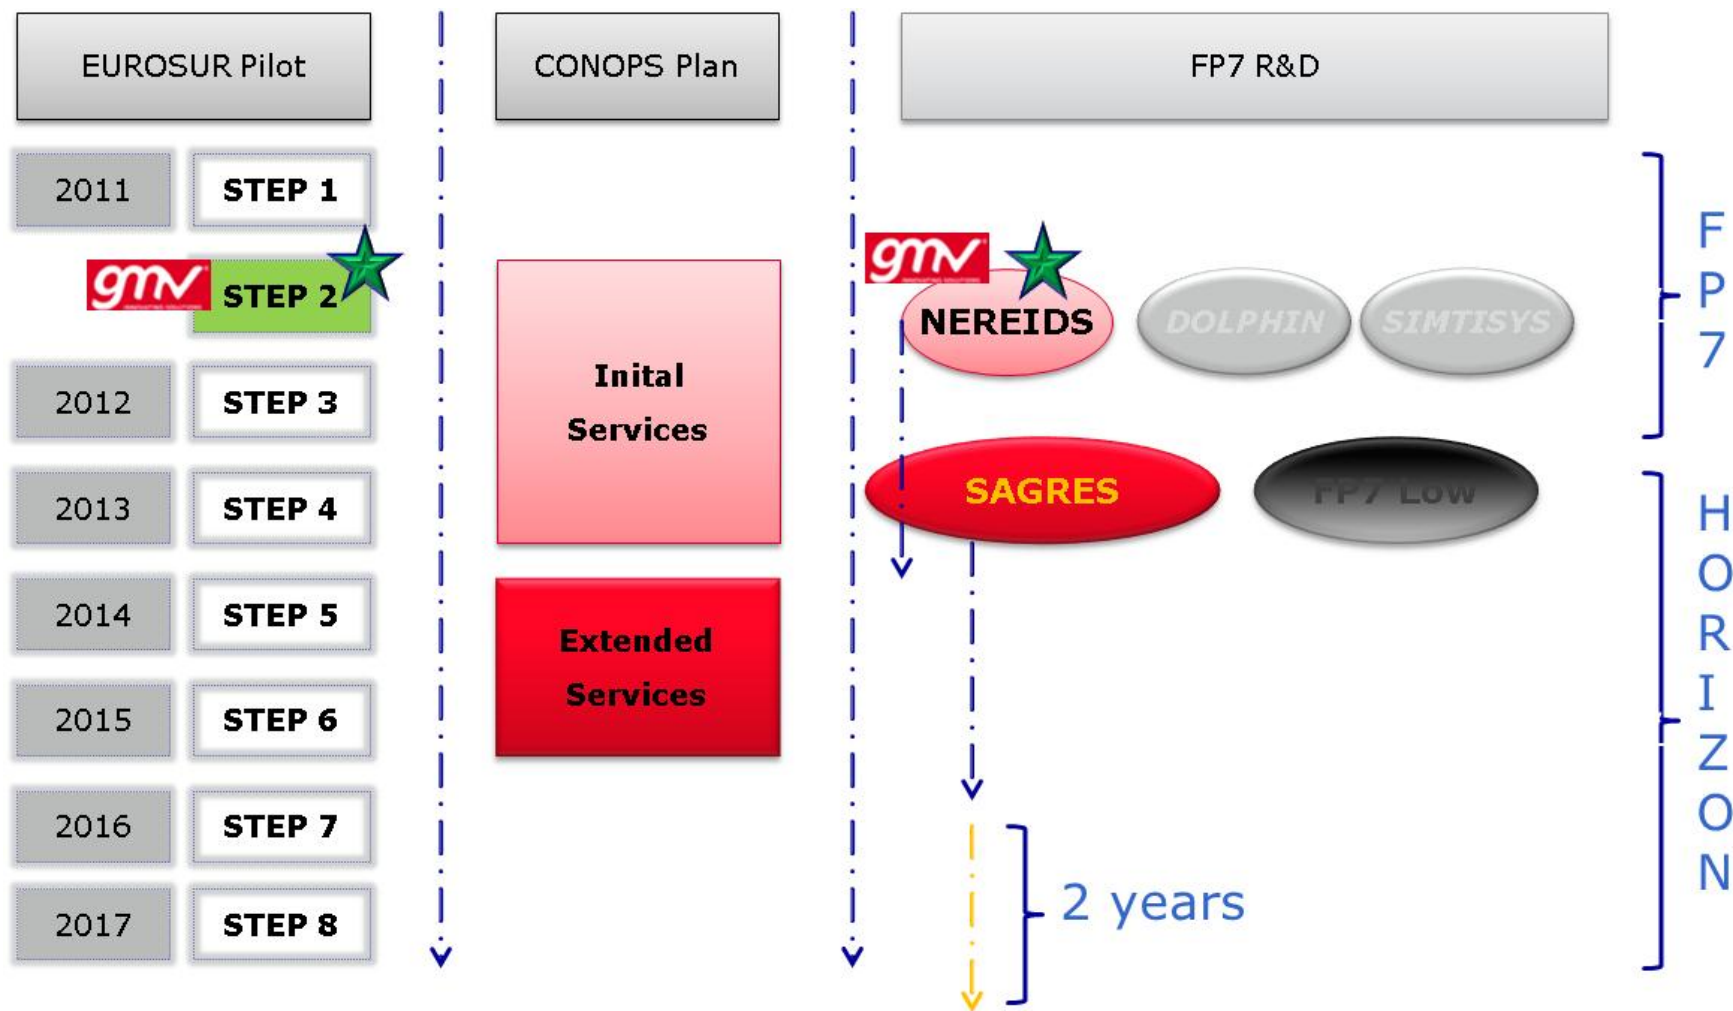 EUROSUR Pilot
CONOPS Plan
FP7 R&D
2011 STEP 1
gmv STEP 2
2012 STEP 3
2013 STEP 4
2014 STEP 5
2015 STEP 6
2016 STEP 7
2017 STEP 8
Inital
Services
Extended
Services
gmv
NEREIDS
DOLPHIN
SIMTISYS
SAGRES
FP7 Low
2 years
F
P
7
H
O
R
I
Z
O
N